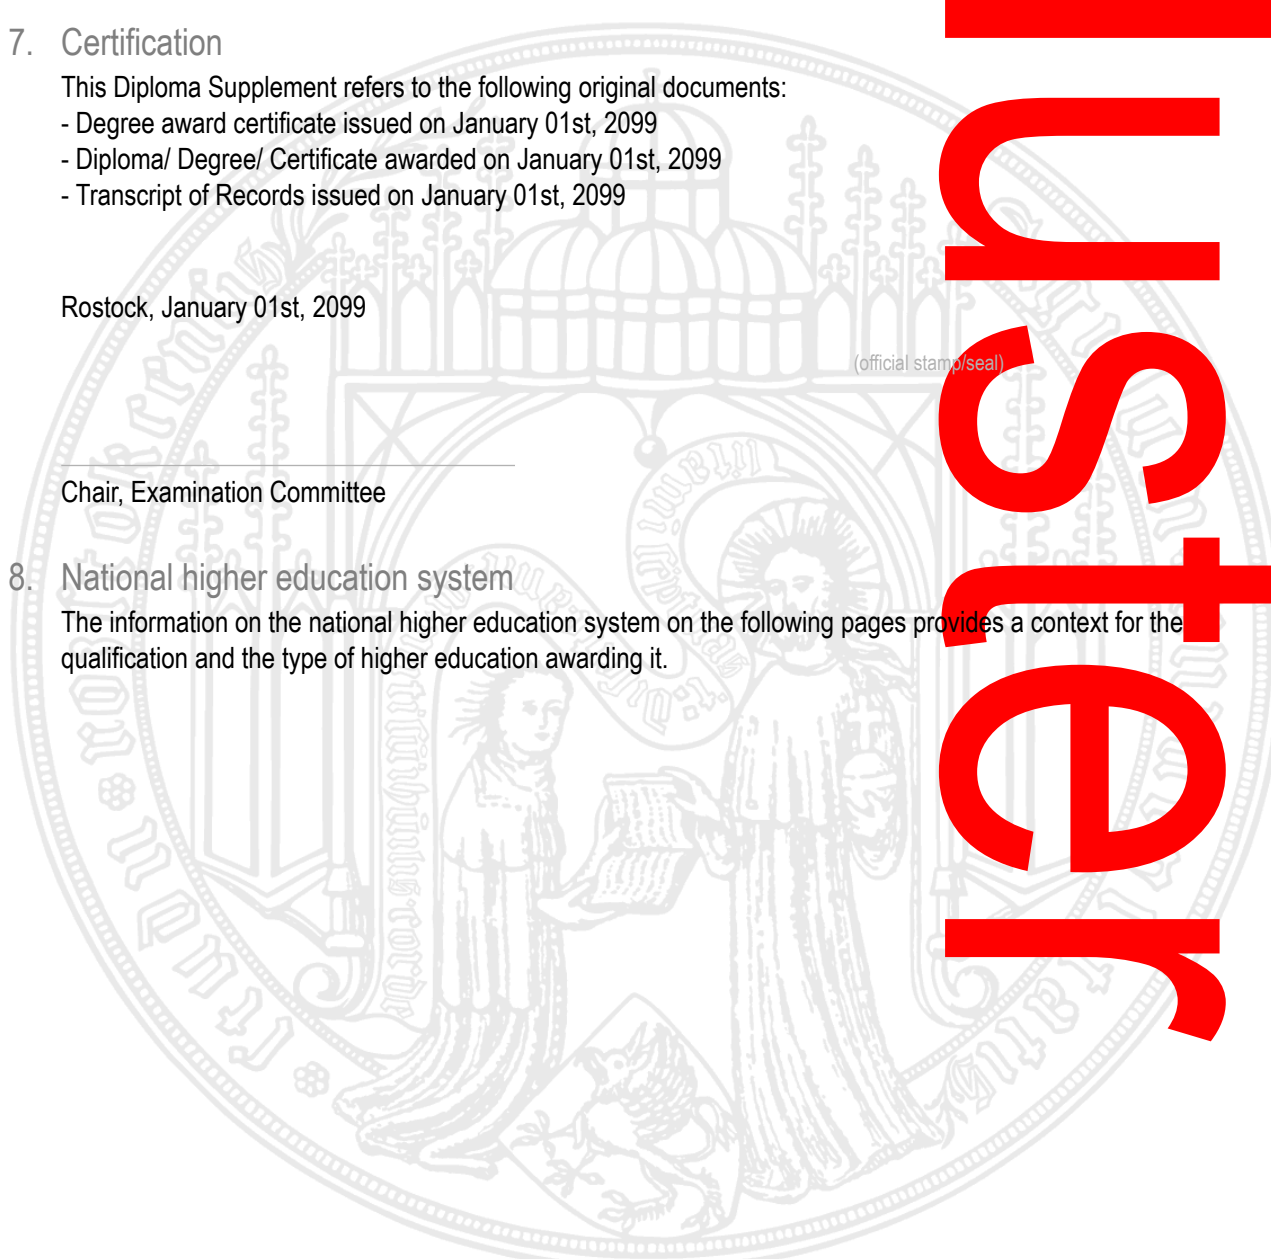 7. Certification
This Diploma Supplement refers to the following original documents:
- Degree award certificate issued on January 01st, 2099
- Diploma/ Degree/ Certificate awarded on January 01st, 2099
- Transcript of Records issued on January 01st, 2099
Rostock, January 01st, 2099
(official stamp/seal)
Chair, Examination Committee
8. National higher education system
The information on the national higher education system on the following pages provides a context for the
qualification and the type of higher education awarding it.
uster